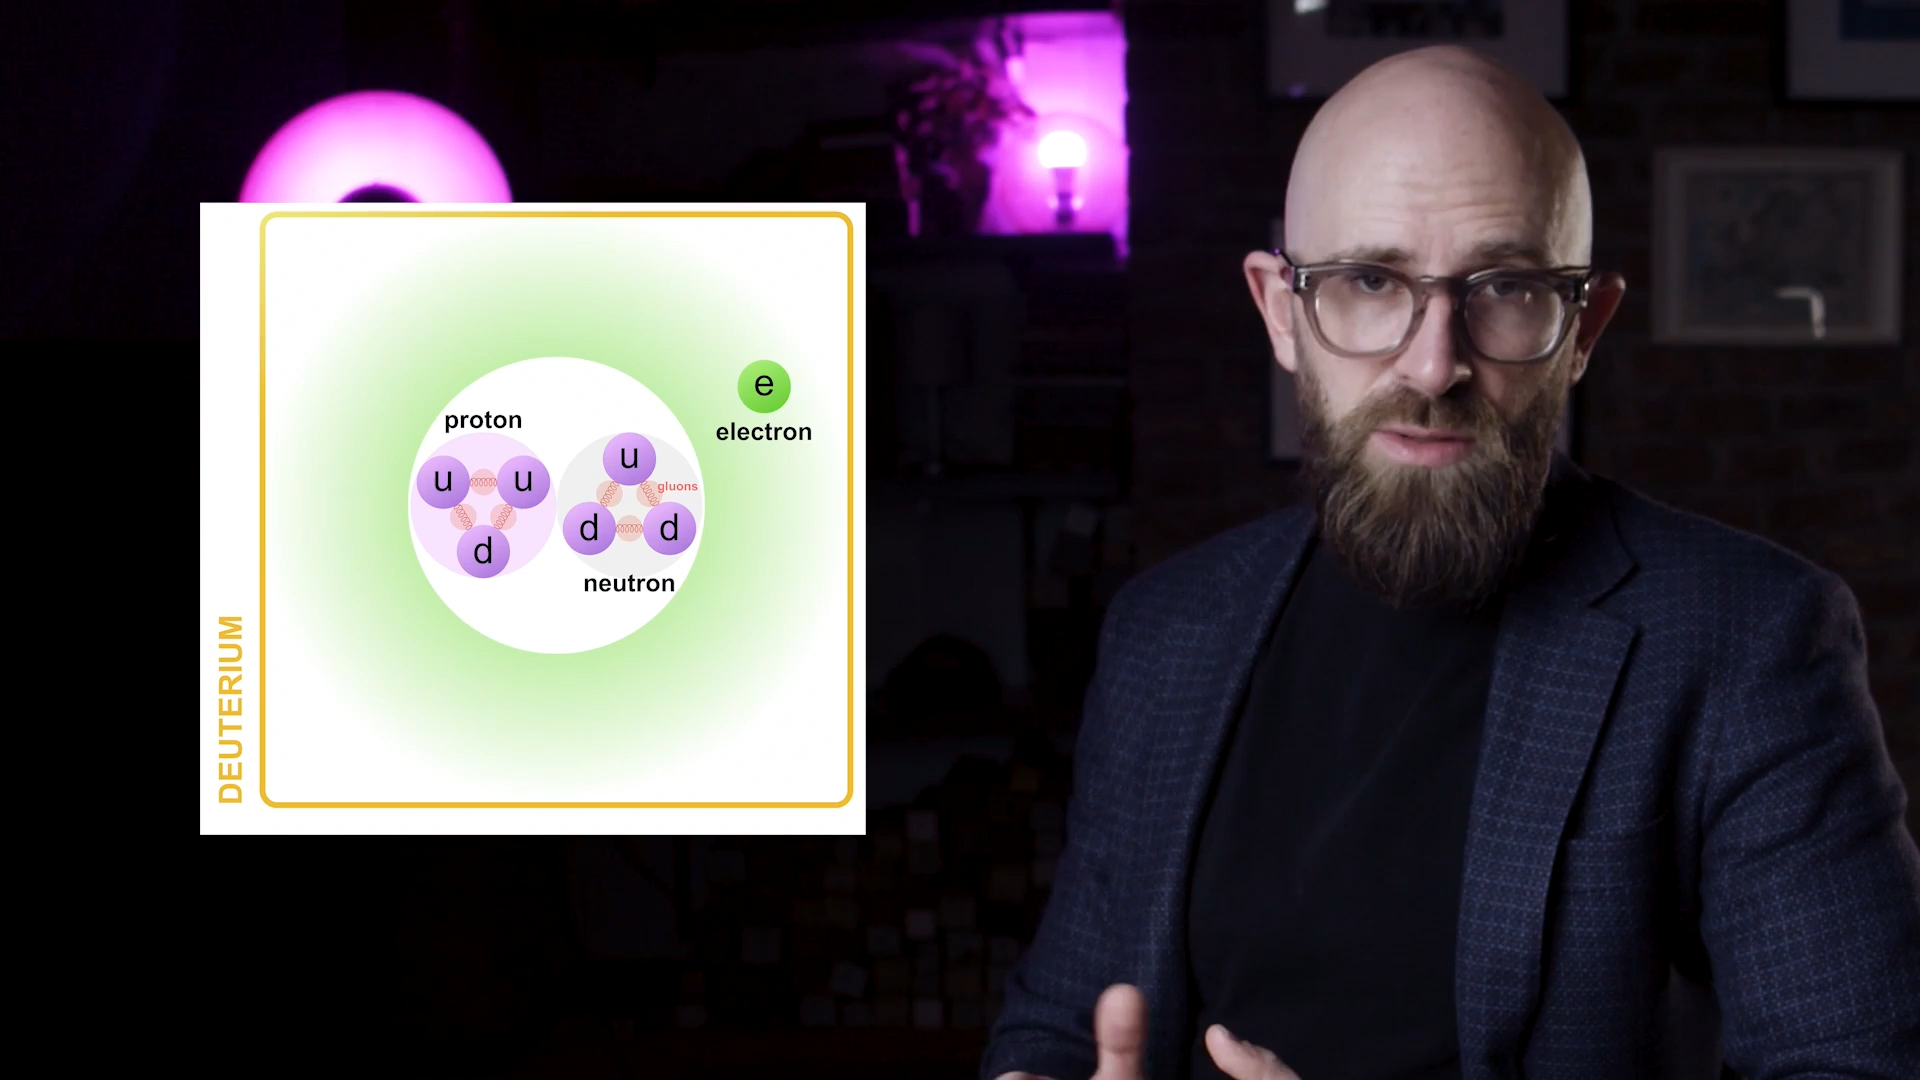 DEUTERIUM
proton
u
u
d
u
d
d
gluons
neutron
e
electron